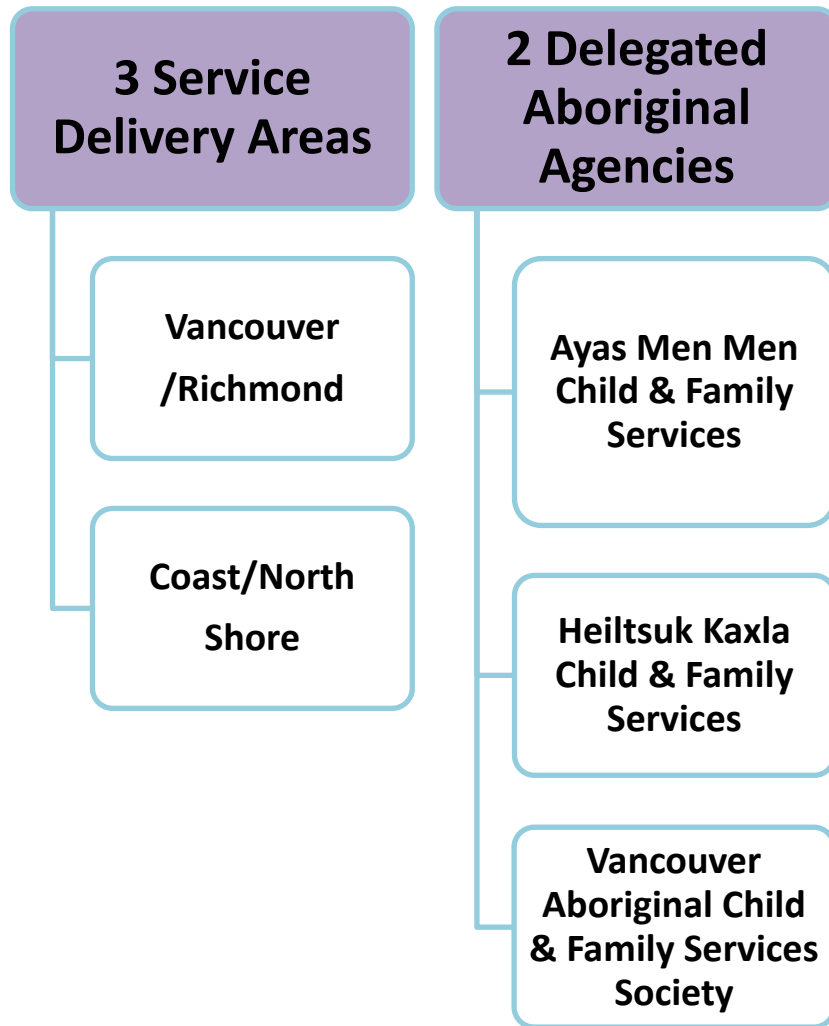 3 Service
Delivery Areas
Vancouver
/Richmond
Coast/North
Shore
2 Delegated
Aboriginal
Agencies
Ayas Men Men
Child & Family
Services
Heiltsuk Kaxla
Child & Family
Services
Vancouver
Aboriginal Child
& Family Services
Society